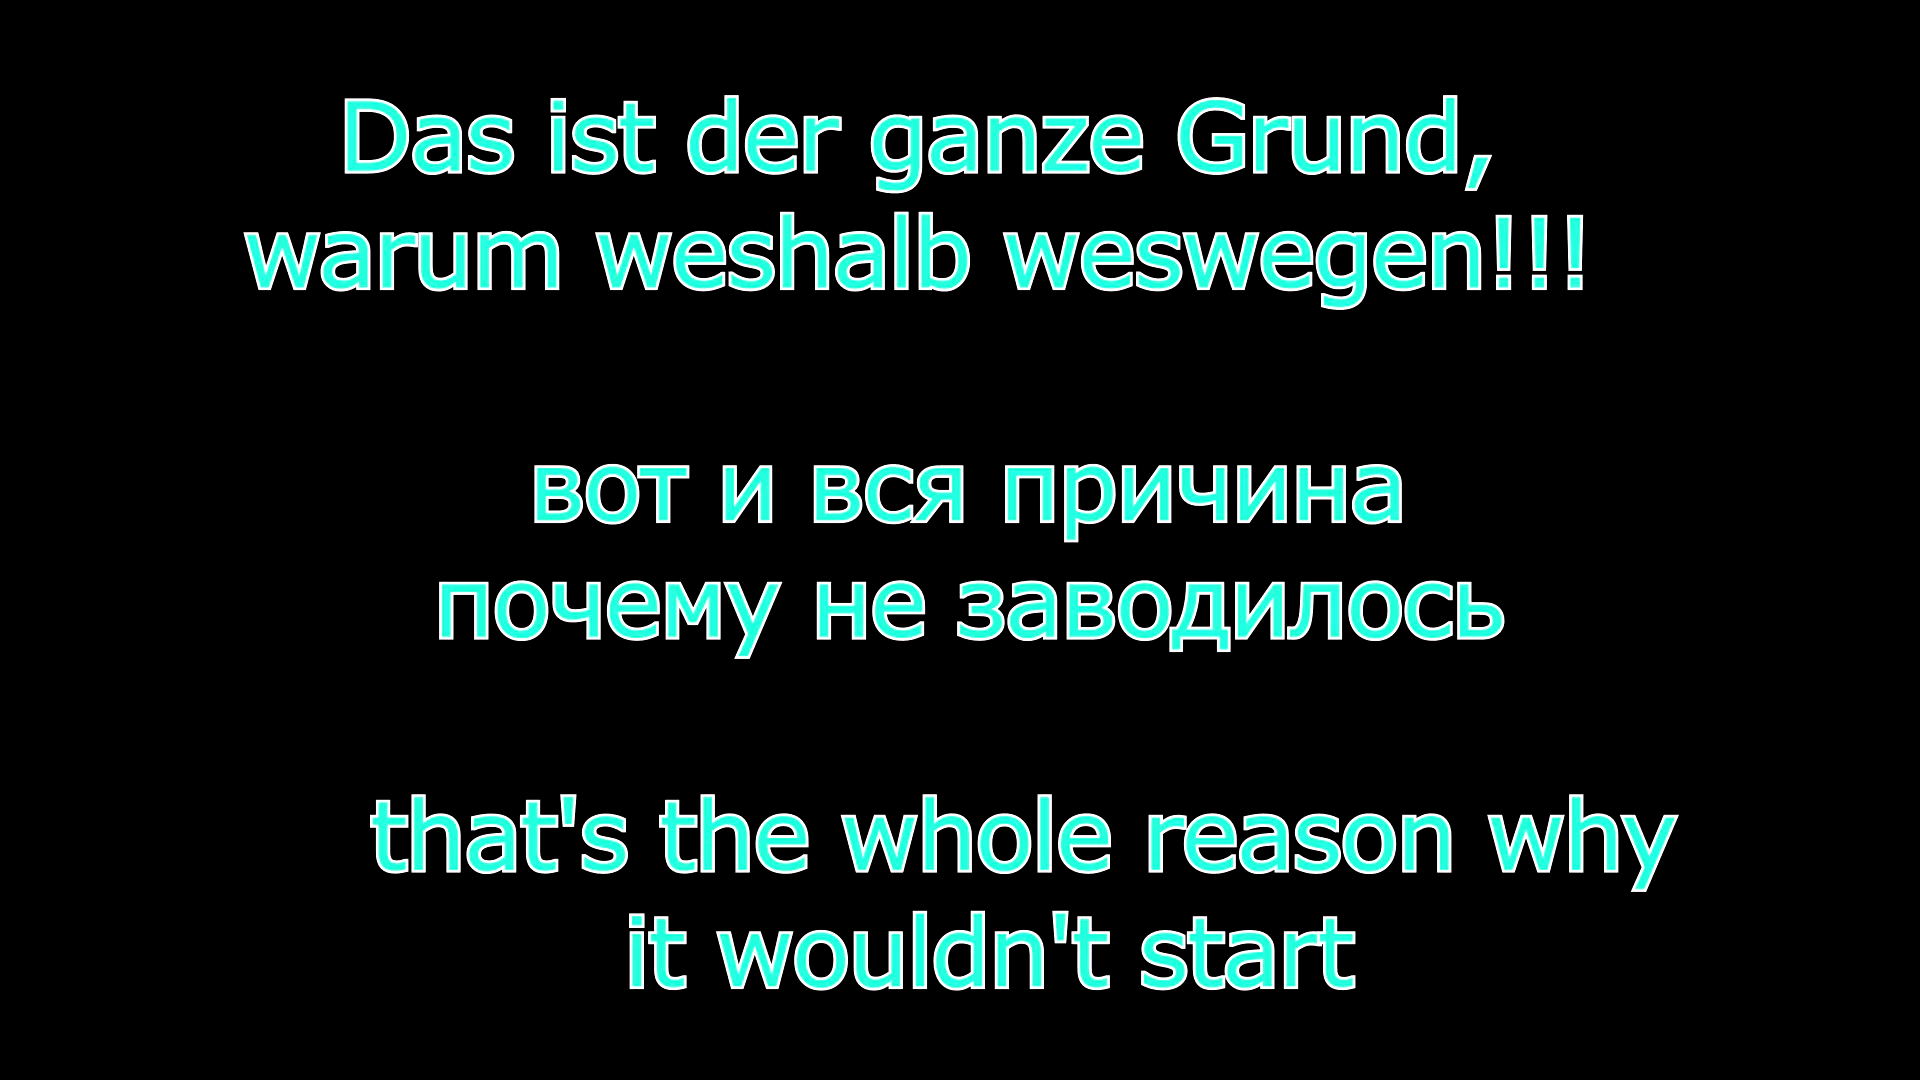 Das ist der ganze Grund,
warum weshalb weswegen!!!
вот и вся причина
почему не заводилось
that's the whole reason why
it wouldn't start